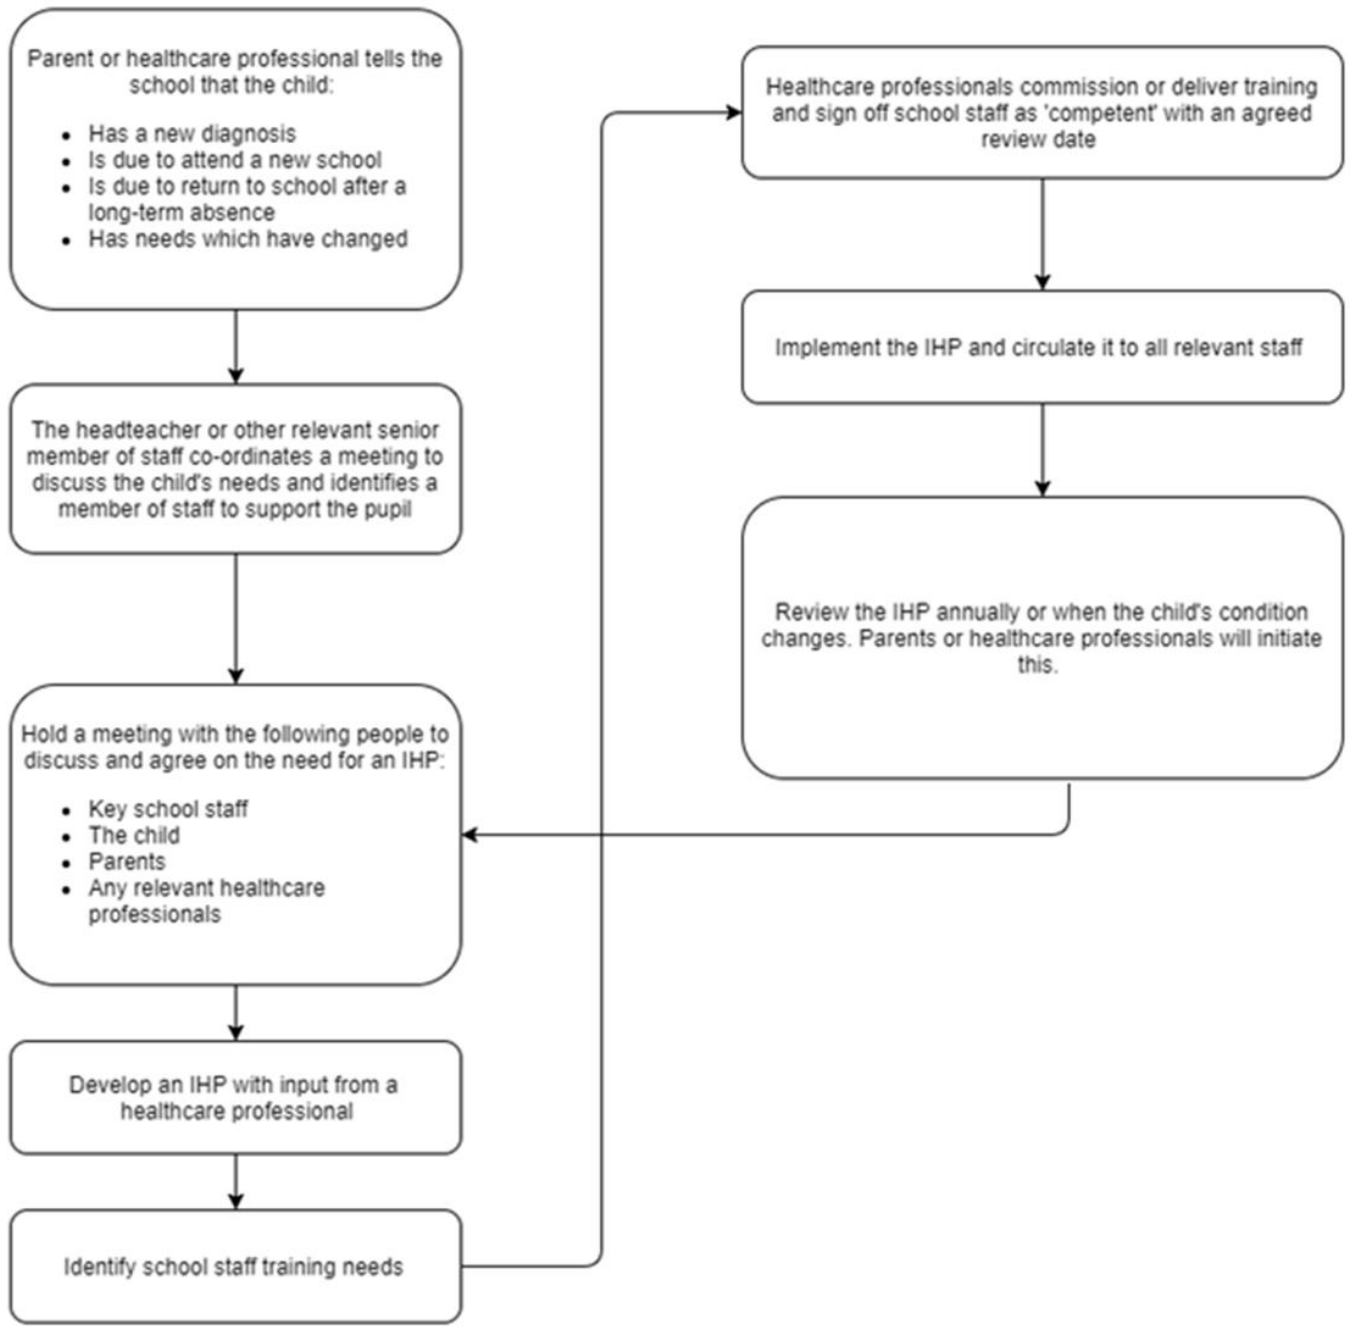 Parent or healthcare professional tells the
school that the child:
• Has a new diagnosis
• Is due to attend a new school
• Is due to return to school after a
long-term absence
• Has needs which have changed
The headteacher or other relevant senior
member of staff co-ordinates a meeting to
discuss the child's needs and identifies a
member of staff to support the pupil
Hold a meeting with the following people to
discuss and agree on the need for an IHP:
• Key school staff
• The child
• Parents
• Any relevant healthcare
professionals
Develop an IHP with input from a
healthcare professional
Identify school staff training needs
Healthcare professionals commission or deliver training
and sign off school staff as 'competent' with an agreed
review date
Implement the IHP and circulate it to all relevant staff
Review the IHP annually or when the child's condition
changes. Parents or healthcare professionals will initiate
this.